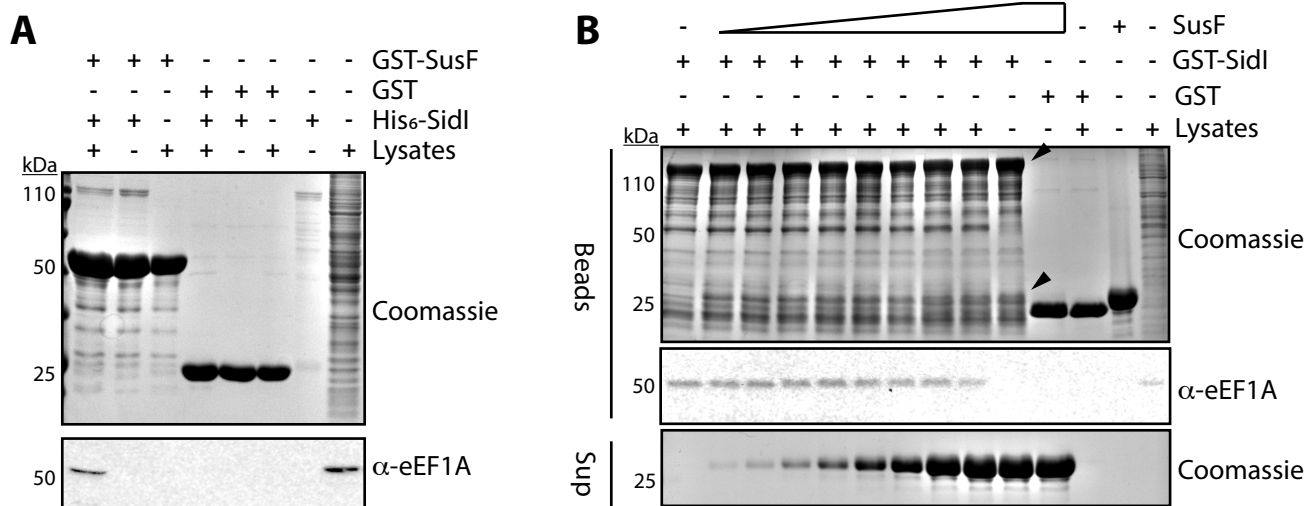 A
+ + + - - - - - GST-SusF
- - - + + + - - GST
+ + - + + - + - His₆-SidI
+ - + + - + - + Lysates
kDa
110
50
25
Coomassie
50
α-eEF1A
B
- - + - SusF
+ + + + + + + + + + - - - - GST-SidI
- - - - - - - - - - + + - - GST
+ + + + + + + + + - - + - + Lysates
kDa
110
50
25
Coomassie
Beads
50
α-eEF1A
Sup
25
Coomassie